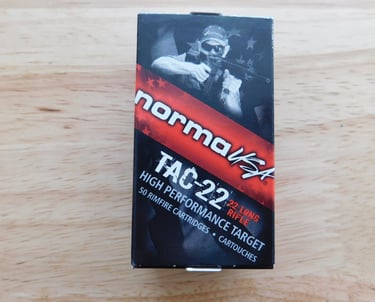 norma USA
TAC-22
22 LONG
RIFLE
HIGH PERFORMANCE TARGET
50 RIMFIRE CARTRIDGES • CARTOUCHES